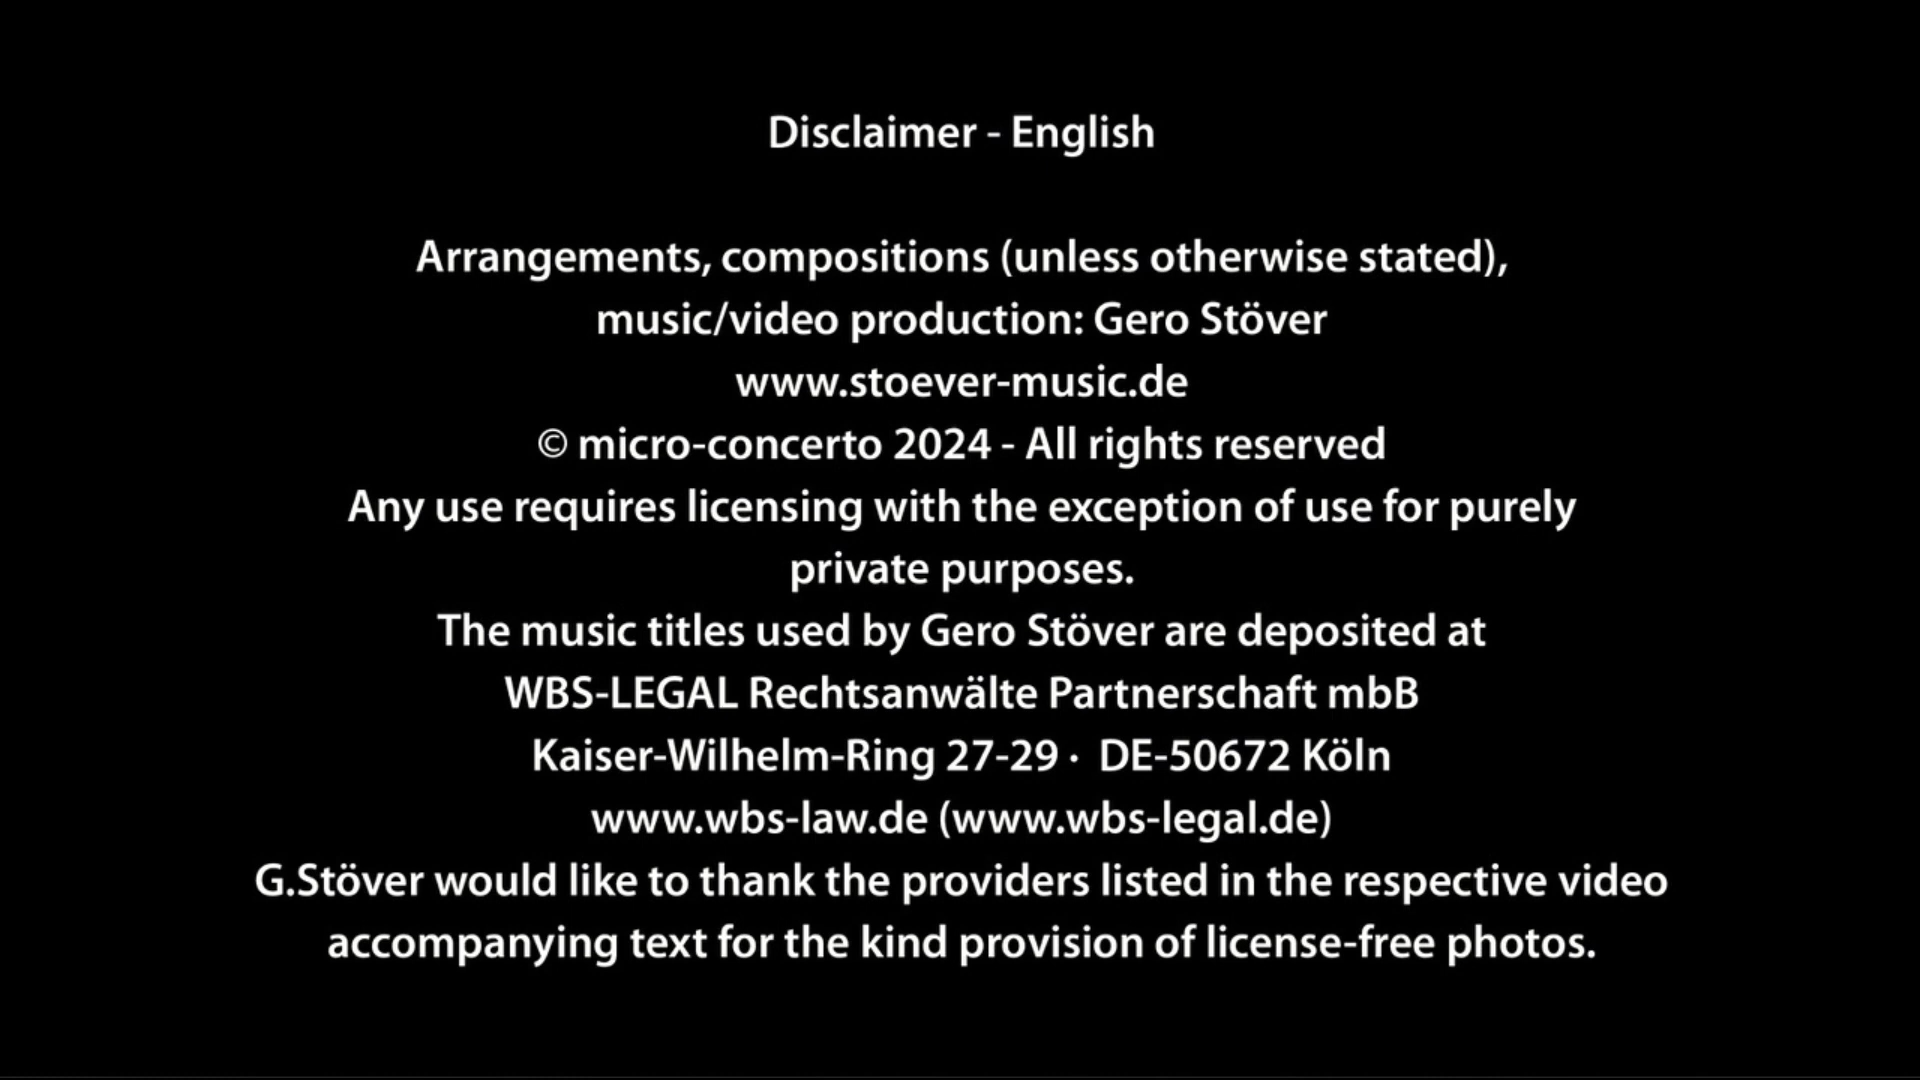 Disclaimer - English
Arrangements, compositions (unless otherwise stated),
music/video production: Gero Stöver
www.stoever-music.de
© micro-concerto 2024 - All rights reserved
Any use requires licensing with the exception of use for purely
private purposes.
The music titles used by Gero Stöver are deposited at
WBS-LEGAL Rechtsanwälte Partnerschaft mbB
Kaiser-Wilhelm-Ring 27-29 · DE-50672 Köln
www.wbs-law.de (www.wbs-legal.de)
G.Stöver would like to thank the providers listed in the respective video
accompanying text for the kind provision of license-free photos.